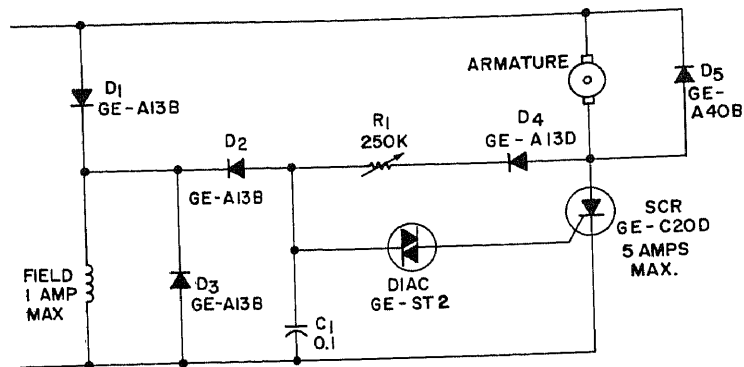 D1
GE-A13B
D2
GE-A13B
D3
GE-A13B
FIELD
1 AMP
MAX
R1
250K
D4
GE-A13D
ARMATURE
D5
GE-
A40B
SCR
GE-C20D
5 AMPS
MAX.
DIAC
GE-ST2
C1
0.1